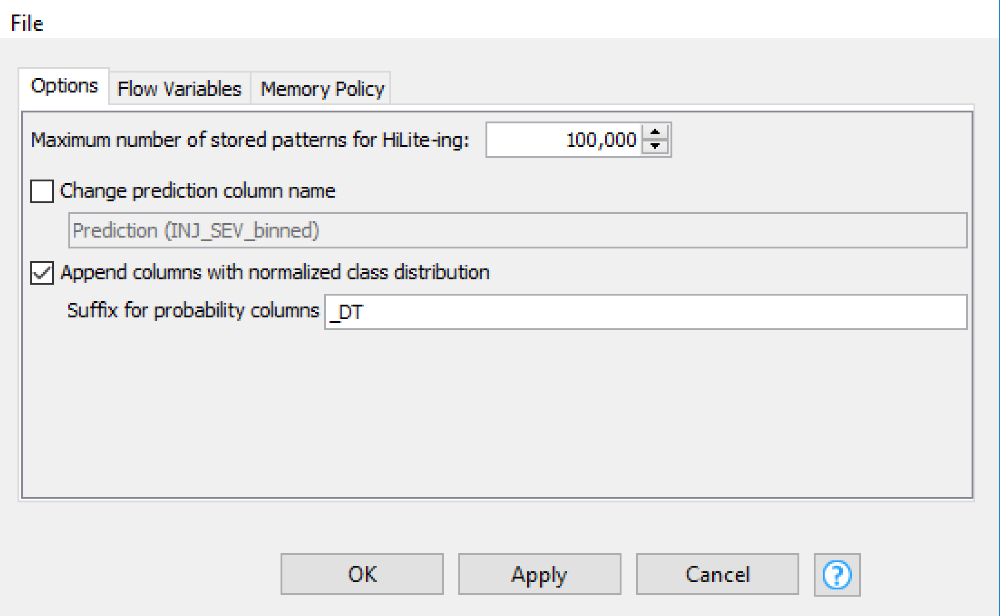 File
Options Flow Variables Memory Policy
Maximum number of stored patterns for HiLite-ing: 100,000
Change prediction column name
Prediction (INJ_SEV_binned)
Append columns with normalized class distribution
Suffix for probability columns _DT
OK Apply Cancel ?